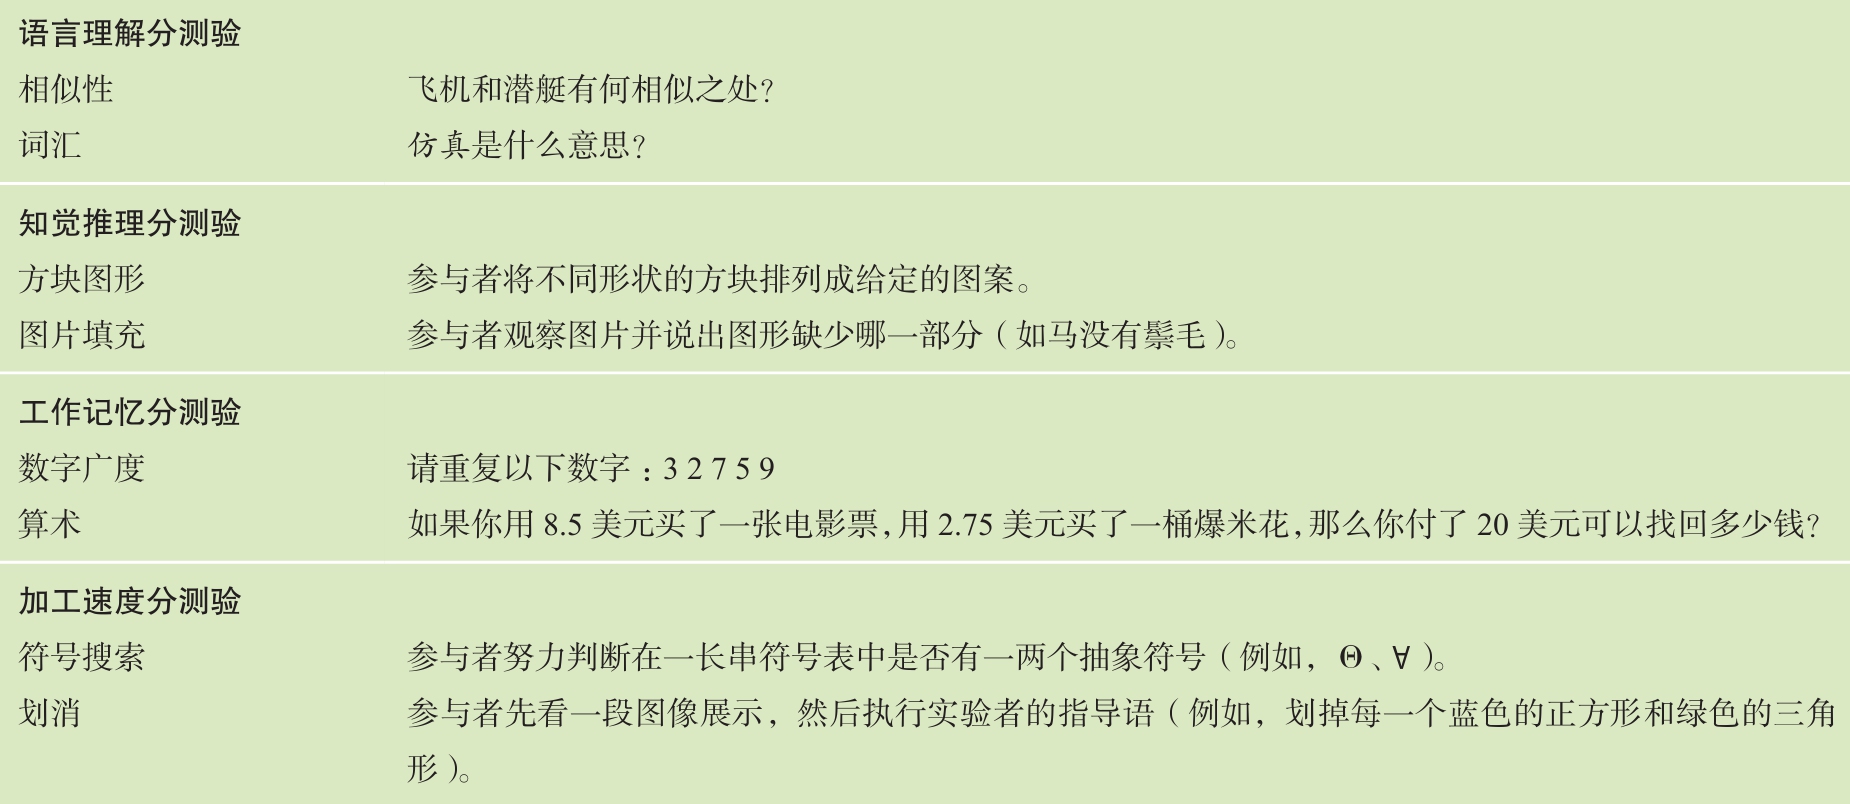 语言理解分测验
相似性 飞机和潜艇有何相似之处?
词汇 仿真是什么意思?
知觉推理分测验
方块图形 参与者将不同形状的方块排列成给定的图案。
图片填充 参与者观察图片并说出图形缺少哪一部分（如马没有鬃毛）。
工作记忆分测验
数字广度 请重复以下数字：3 2 7 5 9
算术 如果你用 8.5 美元买了一张电影票，用 2.75 美元买了一桶爆米花，那么你付了 20 美元可以找回多少钱?
加工速度分测验
符号搜索 参与者努力判断在一长串符号表中是否有一两个抽象符号（例如，Θ、∀）。
划消 参与者先看一段图像展示，然后执行实验者的指导语（例如，划掉每一个蓝色的正方形和绿色的三角
形）。